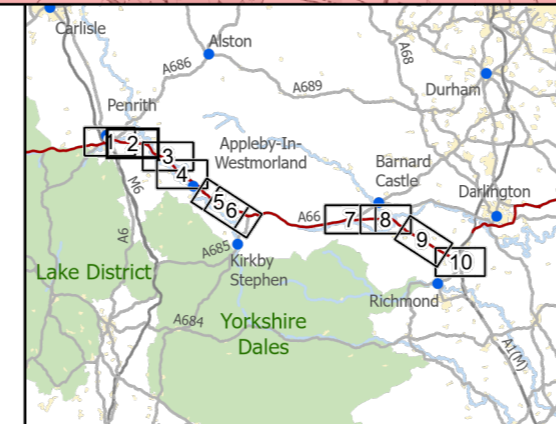 Carlisle
Alston
A686
A689
A68
Durham
Penrith
1
2
3
4
Appleby-In-
Westmorland
Barnard
Castle
Darlington
M6
5
6
A66
7
8
9
10
A6
A685
Kirkby
Stephen
Lake District
Richmond
A684
Yorkshire
Dales
A1(M)